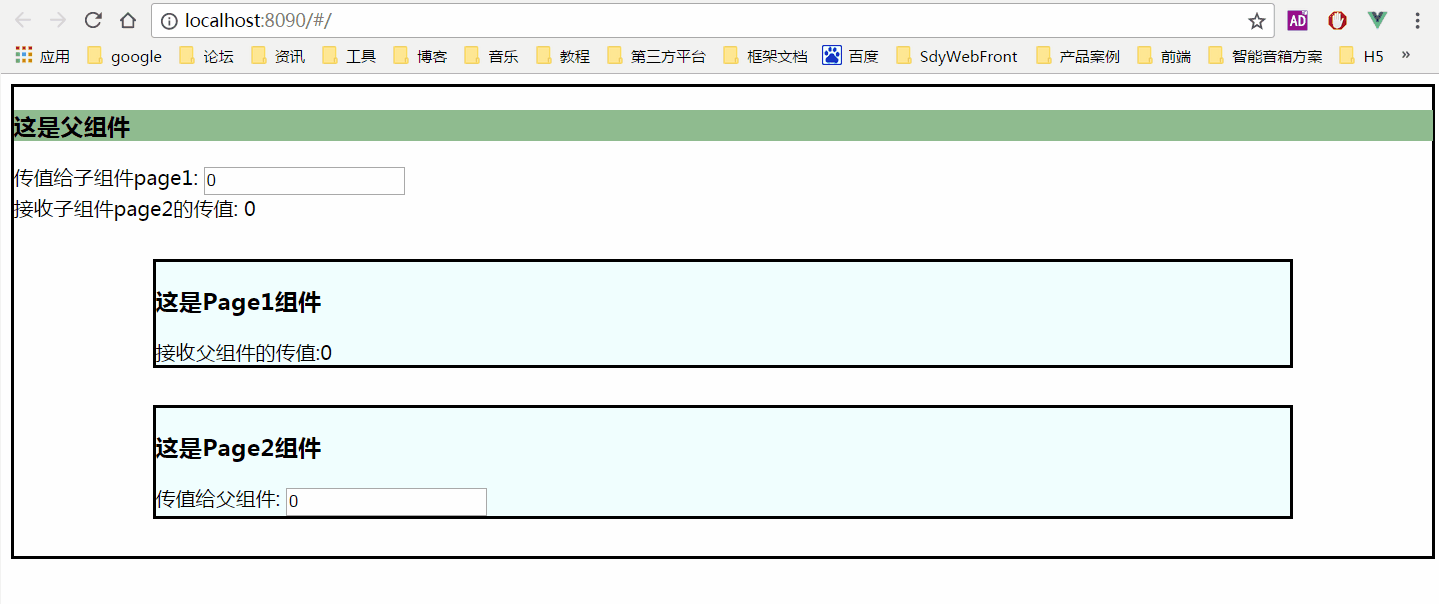 localhost:8090/#/
AD
应用 google 论坛 资讯 工具 博客 音乐 教程 第三方平台 框架文档 百度 SdyWebFront 产品案例 前端 智能音箱方案 H5 »
这是父组件
传值给子组件page1: 0
接收子组件page2的传值: 0
这是Page1组件
接收父组件的传值:0
这是Page2组件
传值给父组件: 0